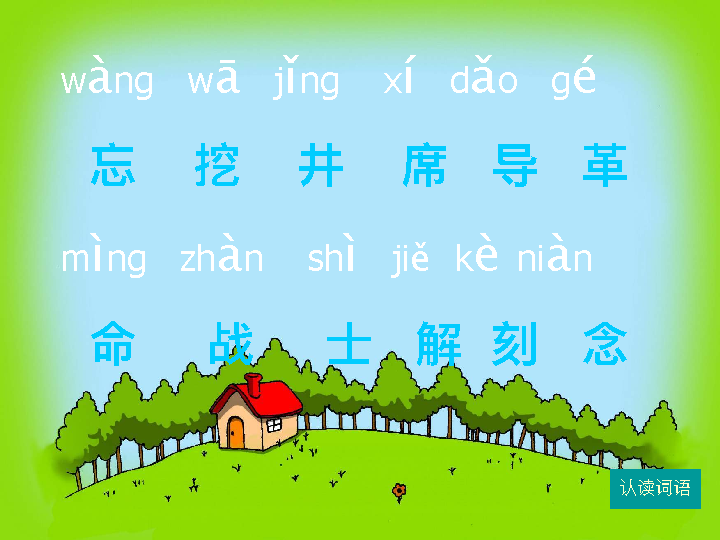 wàng wā jǐng xí dǎo gé
忘 挖 井 席 导 革
mìng zhàn shì jiě kè niàn
命 战 士 解 刻 念
认读词语